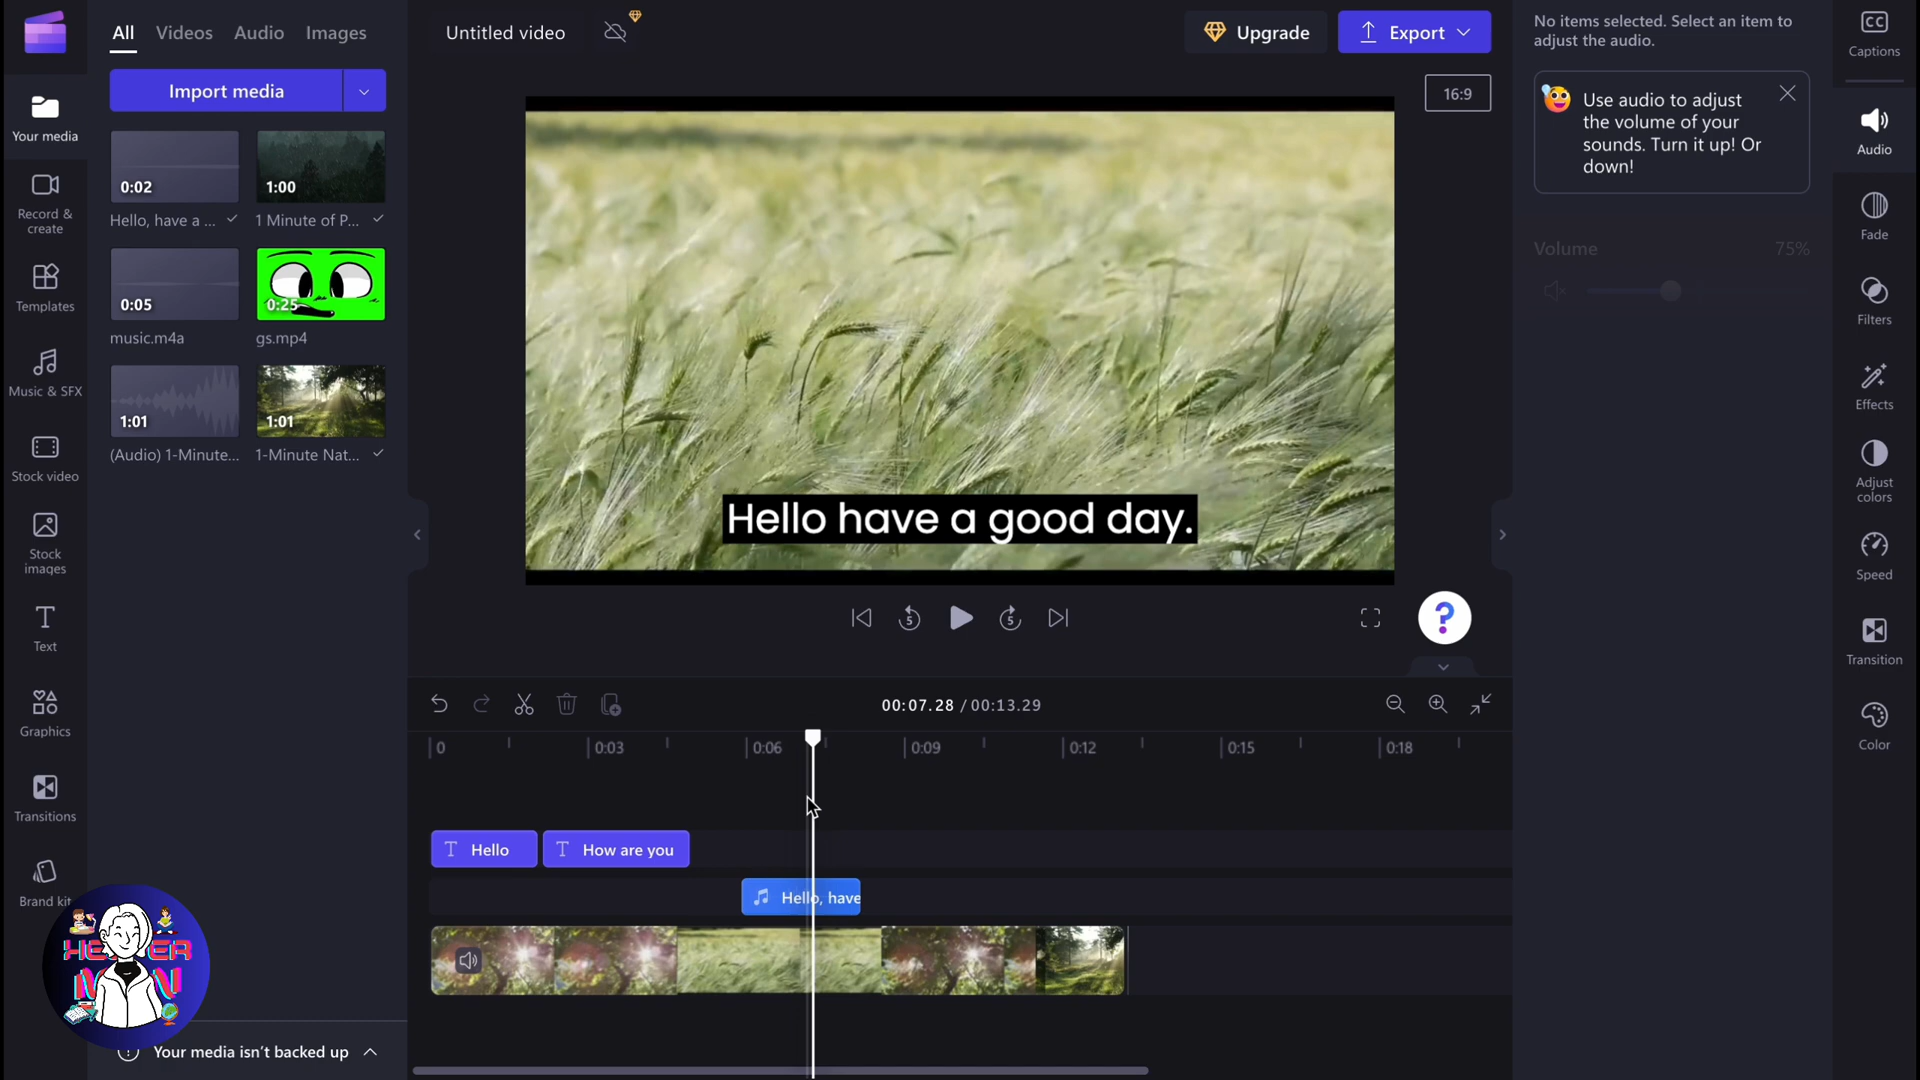 All Videos Audio Images
Import media
Your media
Record &
create
Templates
Music & SFX
Stock video
Stock
images
Text
Graphics
Transitions
Brand kit
0:02
1:00
Hello, have a ...
1 Minute of P...
0:05
0:25
music.m4a
gs.mp4
1:01
1:01
(Audio) 1-Minute...
1-Minute Nat...
Your media isn't backed up
Untitled video
Upgrade
Export
16:9
Hello have a good day.
5
5
?
00:07.28 / 00:13.29
0 0:03 0:06 0:09 0:12 0:15 0:18
T Hello
T How are you
Hello, have
No items selected. Select an item to
adjust the audio.
Use audio to adjust
the volume of your
sounds. Turn it up! Or
down!
Volume 75%
CC
Captions
Audio
Fade
Filters
Effects
Adjust
colors
Speed
Transition
Color